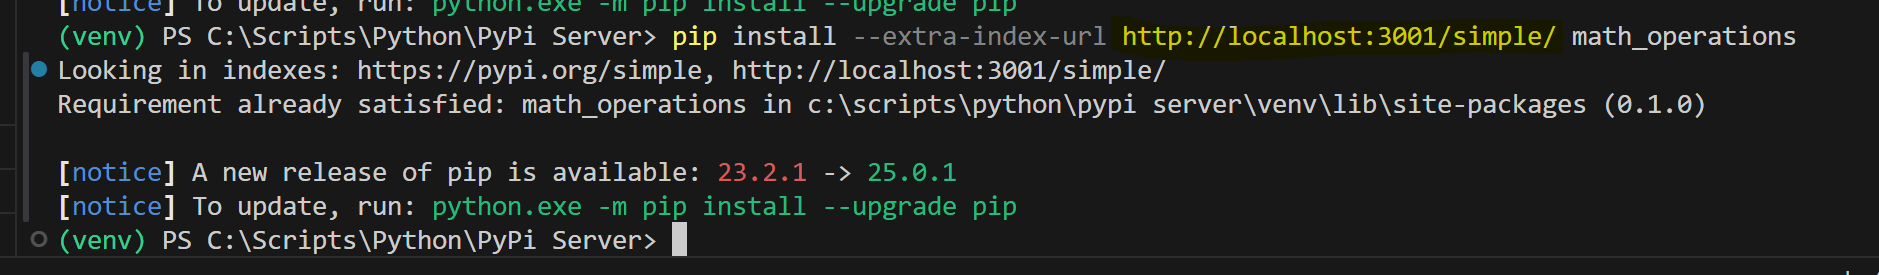 [notice] To update, run: python.exe -m pip install --upgrade pip
(venv) PS C:\Scripts\Python\PyPi Server> pip install --extra-index-url http://localhost:3001/simple/ math_operations
Looking in indexes: https://pypi.org/simple, http://localhost:3001/simple/
Requirement already satisfied: math_operations in c:\scripts\python\pypi server\venv\lib\site-packages (0.1.0)
[notice] A new release of pip is available: 23.2.1 -> 25.0.1
[notice] To update, run: python.exe -m pip install --upgrade pip
(venv) PS C:\Scripts\Python\PyPi Server>